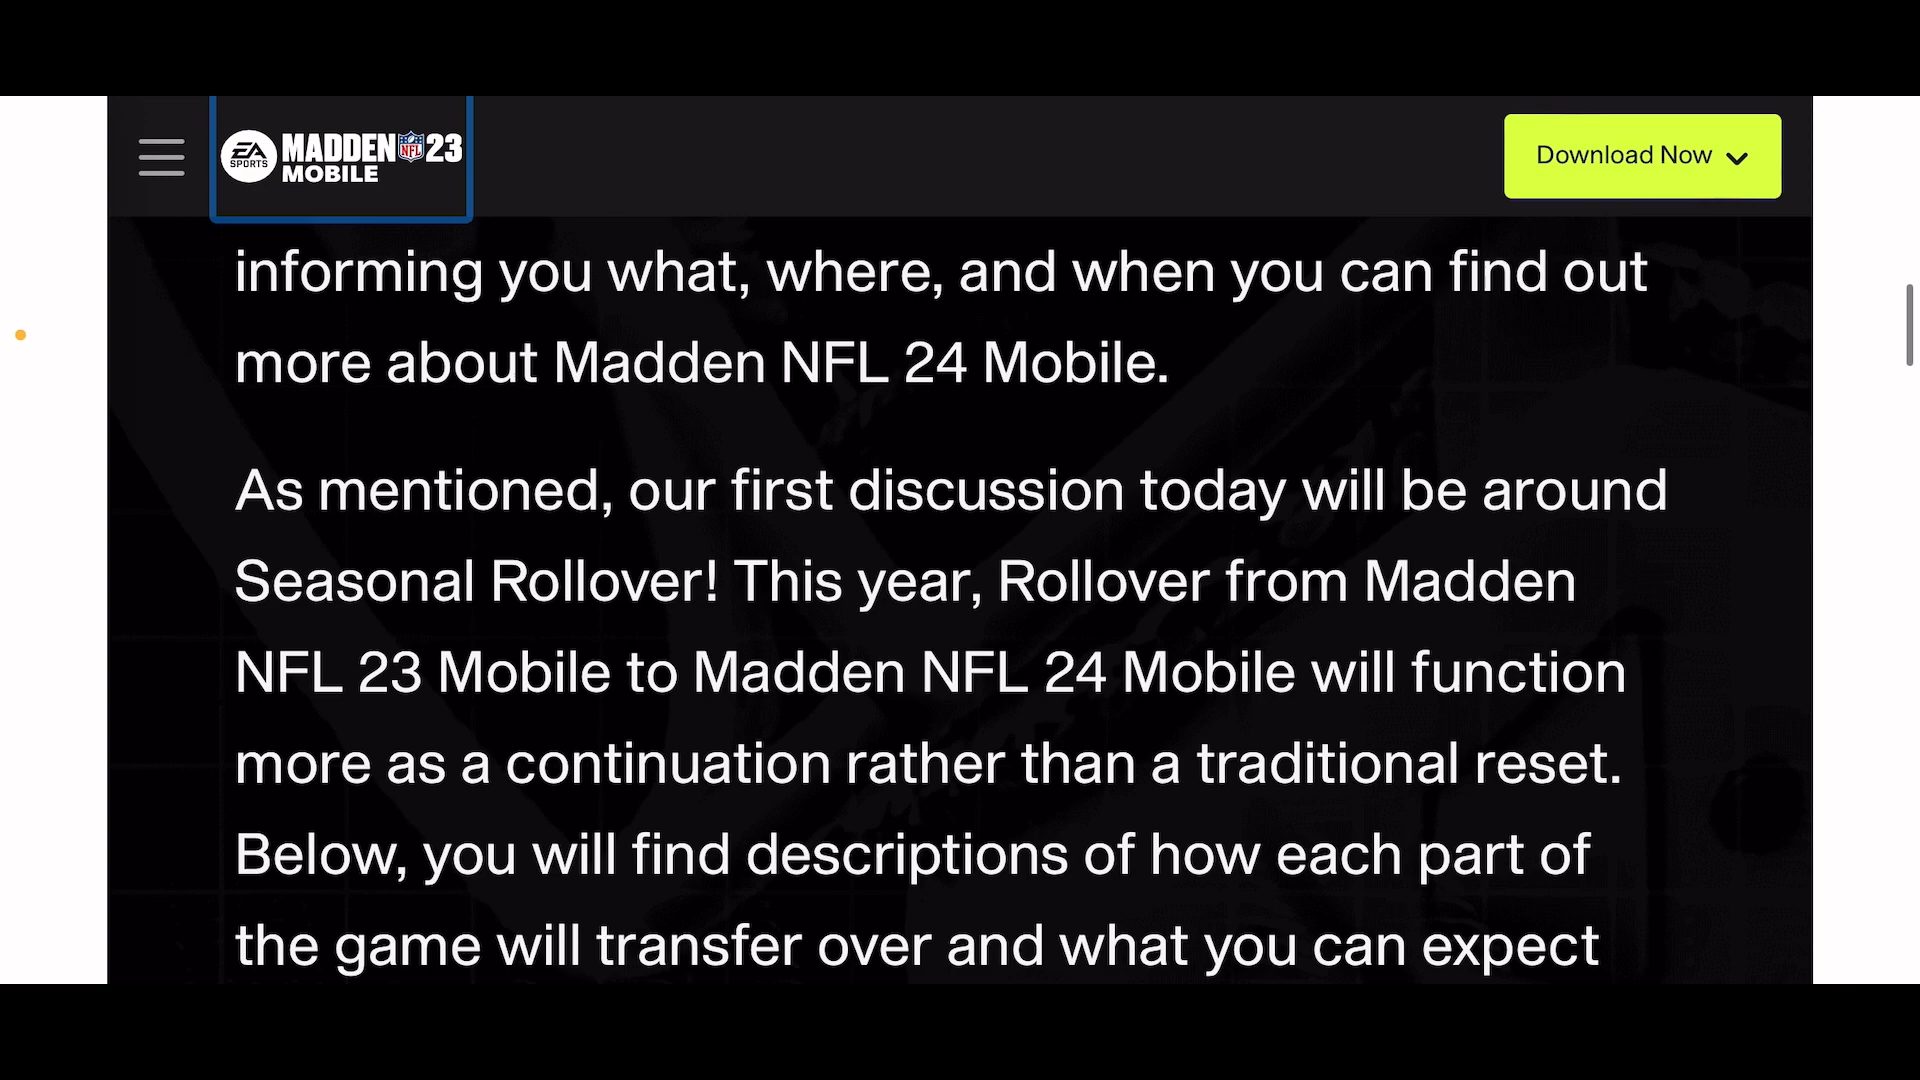 EA SPORTS MADDEN NFL 23 MOBILE
Download Now
informing you what, where, and when you can find out
more about Madden NFL 24 Mobile.
As mentioned, our first discussion today will be around
Seasonal Rollover! This year, Rollover from Madden
NFL 23 Mobile to Madden NFL 24 Mobile will function
more as a continuation rather than a traditional reset.
Below, you will find descriptions of how each part of
the game will transfer over and what you can expect